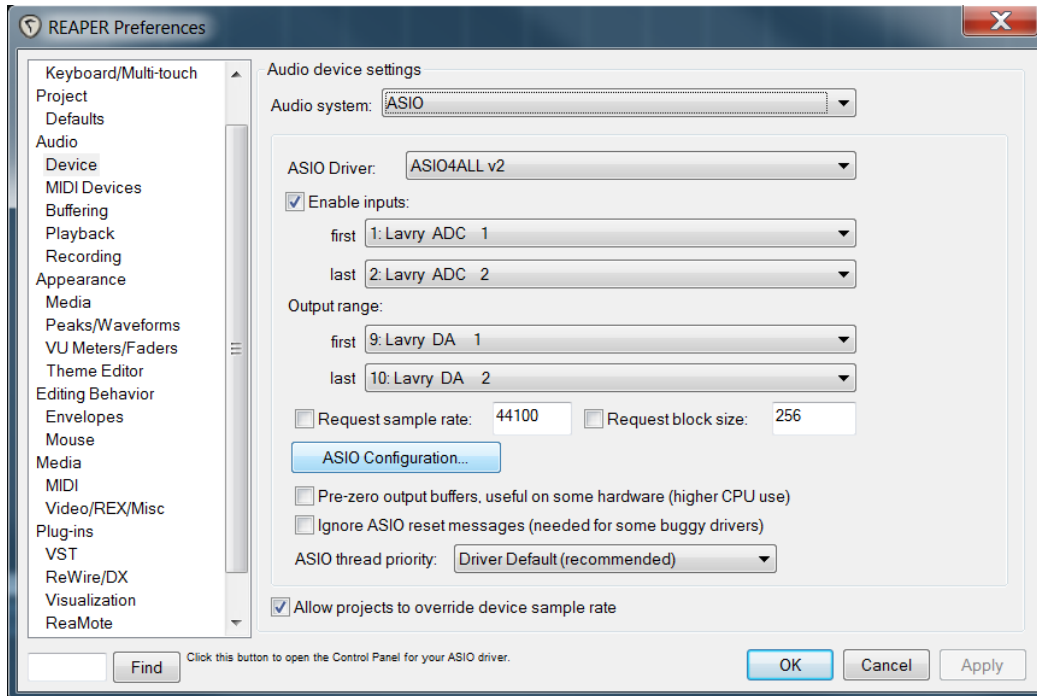 REAPER Preferences
Keyboard/Multi-touch
Project
Defaults
Audio
Device
MIDI Devices
Buffering
Playback
Recording
Appearance
Media
Peaks/Waveforms
VU Meters/Faders
Theme Editor
Editing Behavior
Envelopes
Mouse
Media
MIDI
Video/REX/Misc
Plug-ins
VST
ReWire/DX
Visualization
ReaMote
Audio device settings
Audio system: ASIO
ASIO Driver: ASIO4ALL v2
Enable inputs:
first 1: Lavry ADC 1
last 2: Lavry ADC 2
Output range:
first 9: Lavry DA 1
last 10: Lavry DA 2
Request sample rate: 44100 Request block size: 256
ASIO Configuration...
Pre-zero output buffers, useful on some hardware (higher CPU use)
Ignore ASIO reset messages (needed for some buggy drivers)
ASIO thread priority: Driver Default (recommended)
Allow projects to override device sample rate
Find Click this button to open the Control Panel for your ASIO driver. OK Cancel Apply